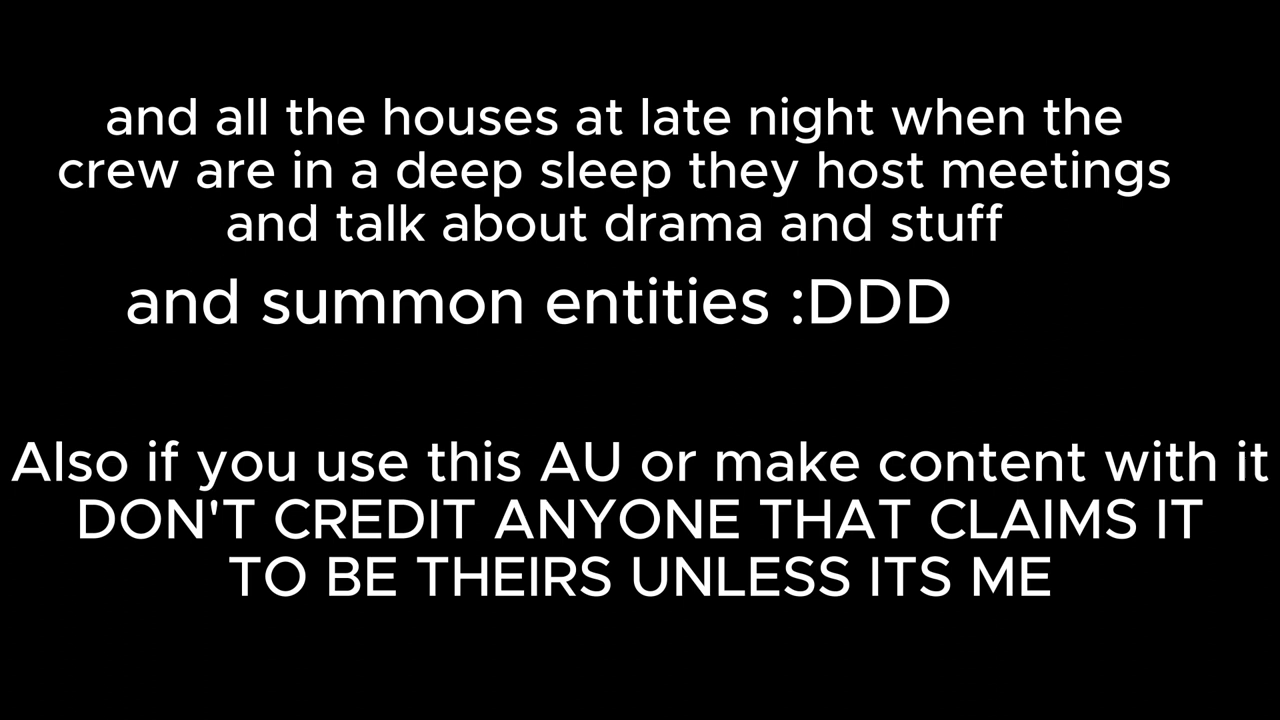 and all the houses at late night when the
crew are in a deep sleep they host meetings
and talk about drama and stuff
and summon entities :DDD
Also if you use this AU or make content with it
DON'T CREDIT ANYONE THAT CLAIMS IT
TO BE THEIRS UNLESS ITS ME